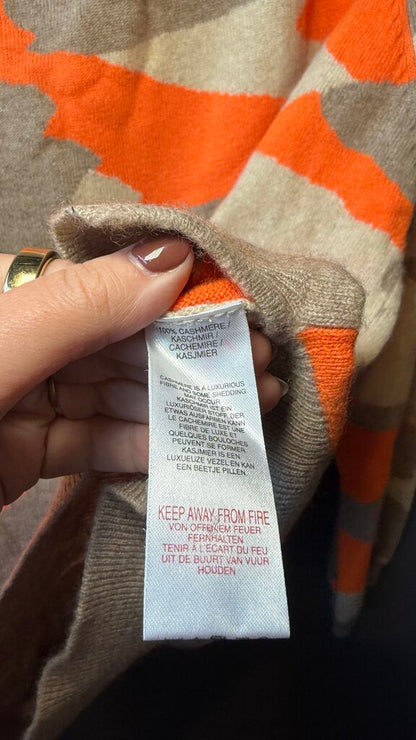 100% CASHMERE /
KASCHMIR /
CACHEMIRE /
KASJMIER
CASHMERE IS A LUXURIOUS
FIBRE AND SOME SHEDDING
MAY OCCUR.
KASCHMIR IST EIN
LUXURIÖSER STOFF, DER
ETWAS AUFRAUEN KANN
LE CACHEMIRE EST UNE
FIBRE DE LUXE ET
QUELQUES BOULOCHES
PEUVENT SE FORMER
KASJMIER IS EEN
LUXUEUZE VEZEL EN KAN
EEN BEETJE PILLEN.
KEEP AWAY FROM FIRE
VON OFFENEM FEUER
FERNHALTEN
TENIR À L'ÉCART DU FEU
UIT DE BUURT VAN VUUR
HOUDEN